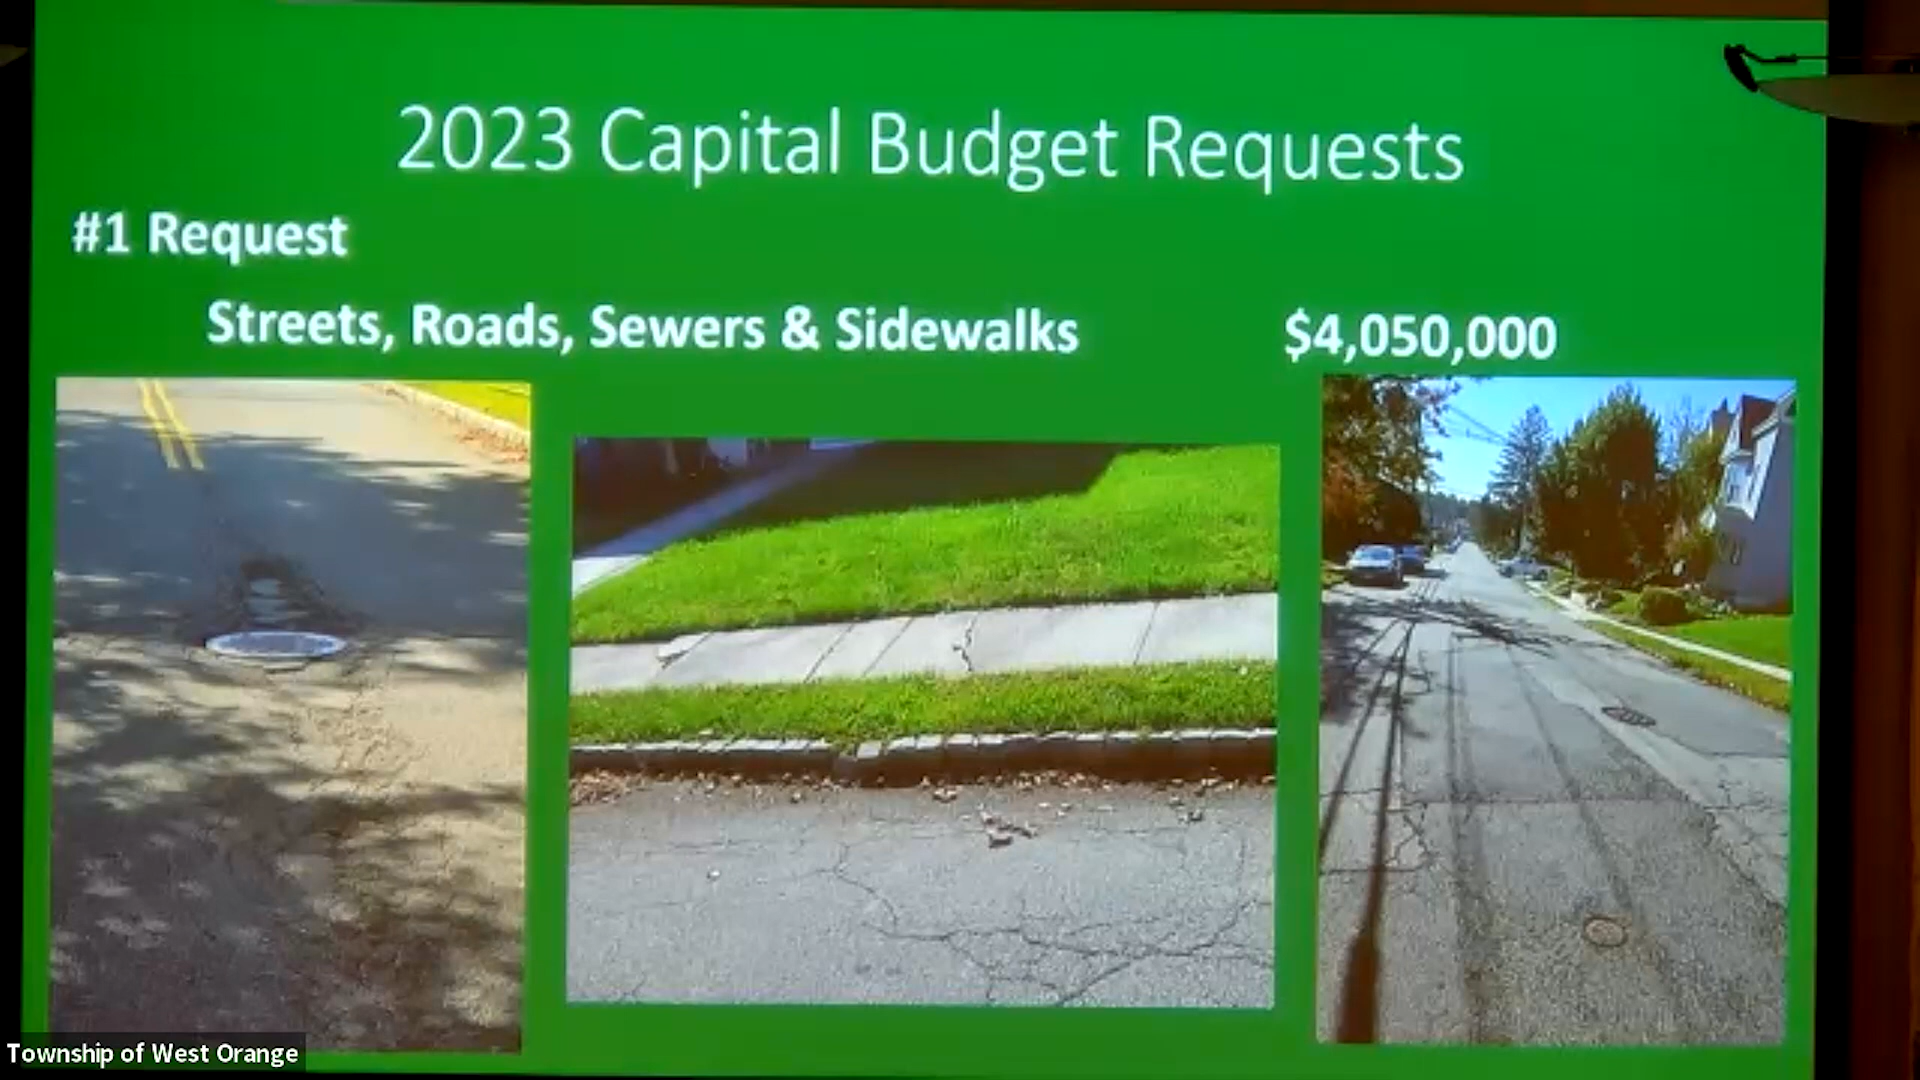 2023 Capital Budget Requests
#1 Request
Streets, Roads, Sewers & Sidewalks $4,050,000
Township of West Orange